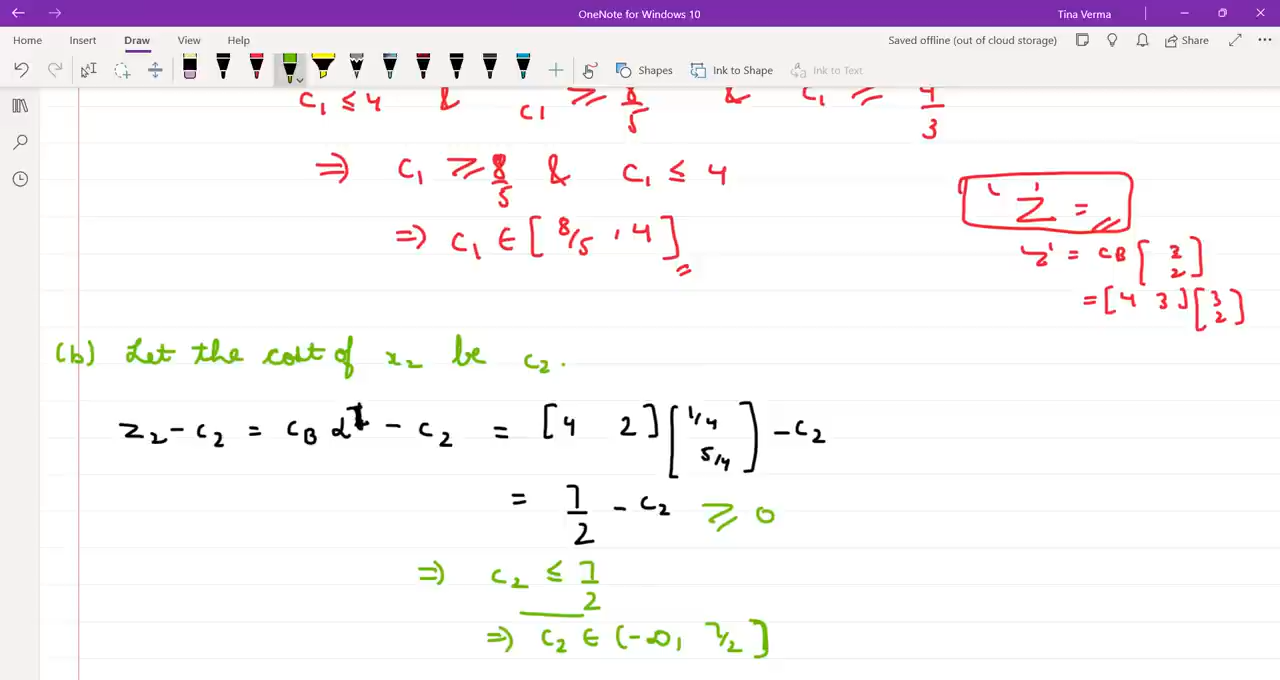 OneNote for Windows 10
Tina Verma
Home Insert Draw View Help
Saved offline (out of cloud storage)
Share
Shapes
Ink to Shape
Ink to Text
c₁ ≤ 4 & c₁ ≥ 8/5 & c₁ ≥ 4/3
⇒ c₁ ≥ 8/5 & c₁ ≤ 4
⇒ c₁ ∈ [8/5, 4]
Z =
= CB [3 2]
= [4 3] [3 2]
(b) Let the cost of x₂ be c₂.
z₂ - c₂ = CB α - c₂ = [4 2] [1/4 5/4] - c₂
= 7/2 - c₂ ≥ 0
⇒ c₂ ≤ 7/2
⇒ c₂ ∈ (-∞, 7/2]